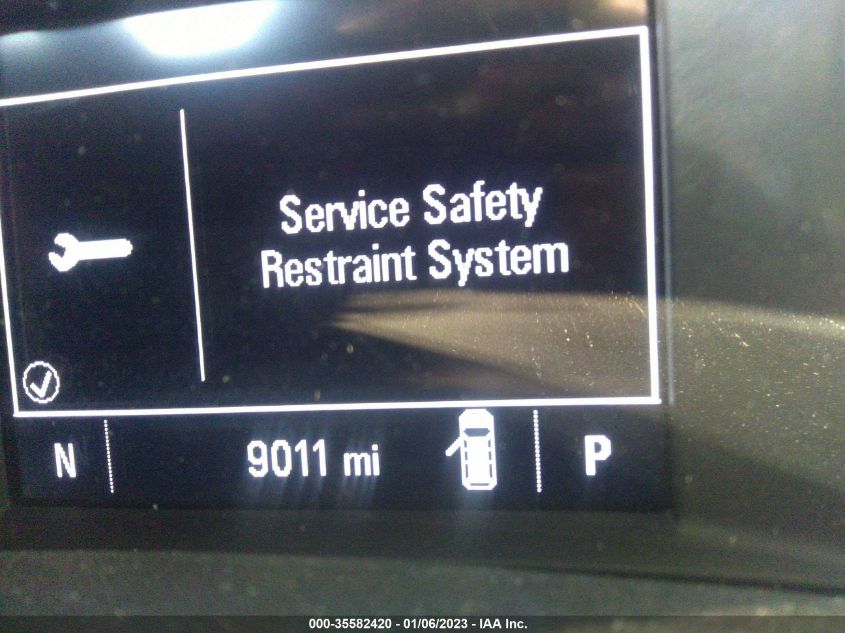 Service Safety
Restraint System
N
9011 mi
P
000-35582420 - 01/06/2023 - IAA Inc.